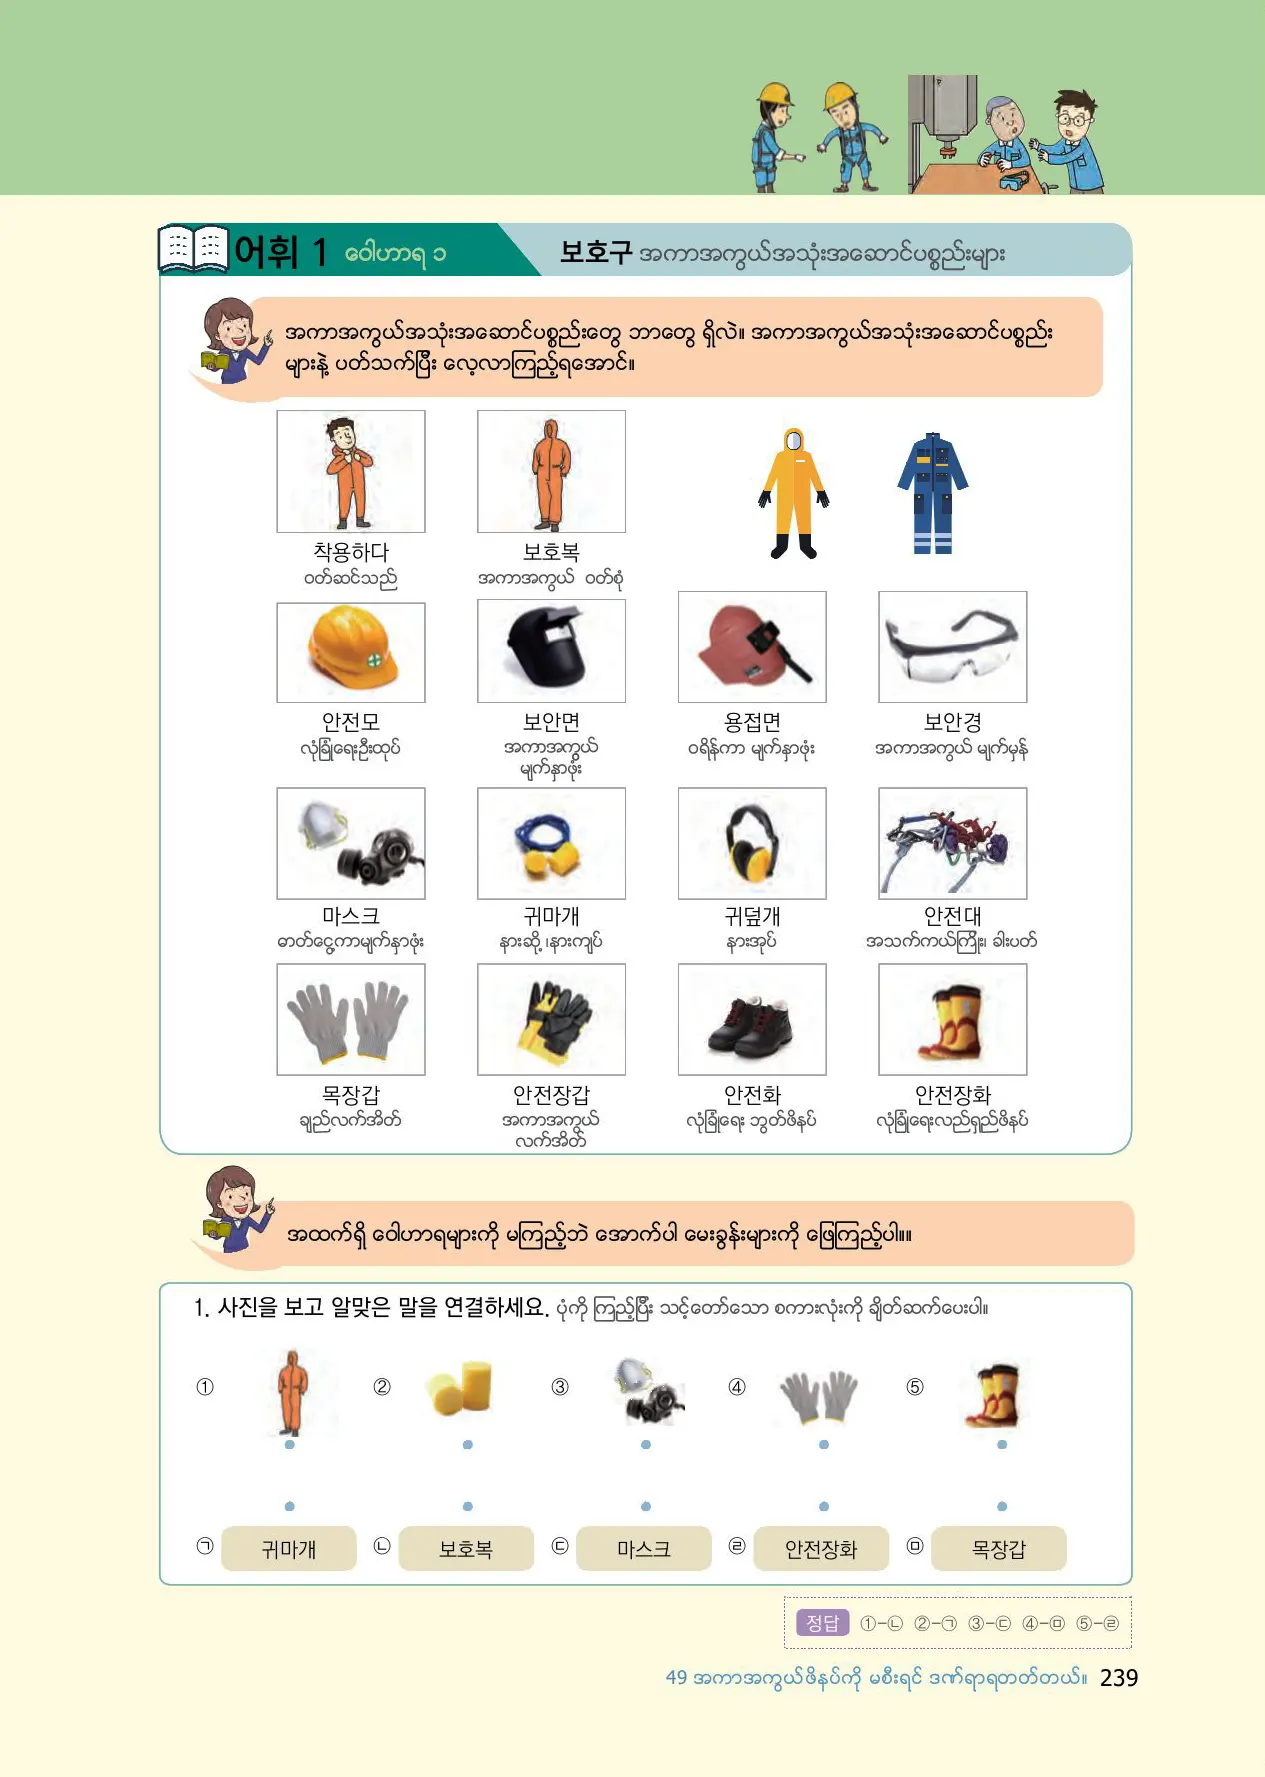 어휘 1 ဝေါဟာရ ၁
보호구 အကာအကွယ်အသုံးအဆောင်ပစ္စည်းများ
အကာအကွယ်အသုံးအဆောင်ပစ္စည်းတွေ ဘာတွေ ရှိလဲ။ အကာအကွယ်အသုံးအဆောင်ပစ္စည်း
များနဲ့ ပတ်သက်ပြီး လေ့လာကြည့်ရအောင်။
착용하다 보호복
ဝတ်ဆင်သည် အကာအကွယ် ဝတ်စုံ
안전모 보안면 용접면 보안경
လုံခြုံရေးဦးထုပ် အကာအကွယ် ဝရိန်ကာ မျက်နှာဖုံး အကာအကွယ် မျက်မှန်
မျက်နှာဖုံး
마스크 귀마개 귀덮개 안전대
ဓာတ်ငွေ့ကာမျက်နှာဖုံး နားဆို့ ၊နားကျပ် နားအုပ် အသက်ကယ်ကြိုး၊ ခါးပတ်
목장갑 안전장갑 안전화 안전장화
ချည်လက်အိတ် အကာအကွယ် လုံခြုံရေး ဘွတ်ဖိနပ် လုံခြုံရေးလည်ရှည်ဖိနပ်
လက်အိတ်
အထက်ရှိ ဝေါဟာရများကို မကြည့်ဘဲ အောက်ပါ မေးခွန်းများကို ဖြေကြည့်ပါ။။
1. 사진을 보고 알맞은 말을 연결하세요. ပုံကို ကြည့်ပြီး သင့်တော်သော စကားလုံးကို ချိတ်ဆက်ပေးပါ။
① ② ③ ④ ⑤
㉠ 귀마개 ㉡ 보호복 ㉢ 마스크 ㉣ 안전장화 ㉤ 목장갑
정답 ①-㉡ ②-㉠ ③-㉢ ④-㉤ ⑤-㉣
49 အကာအကွယ်ဖိနပ်ကို မစီးရင် ဒဏ်ရာရတတ်တယ်။ 239